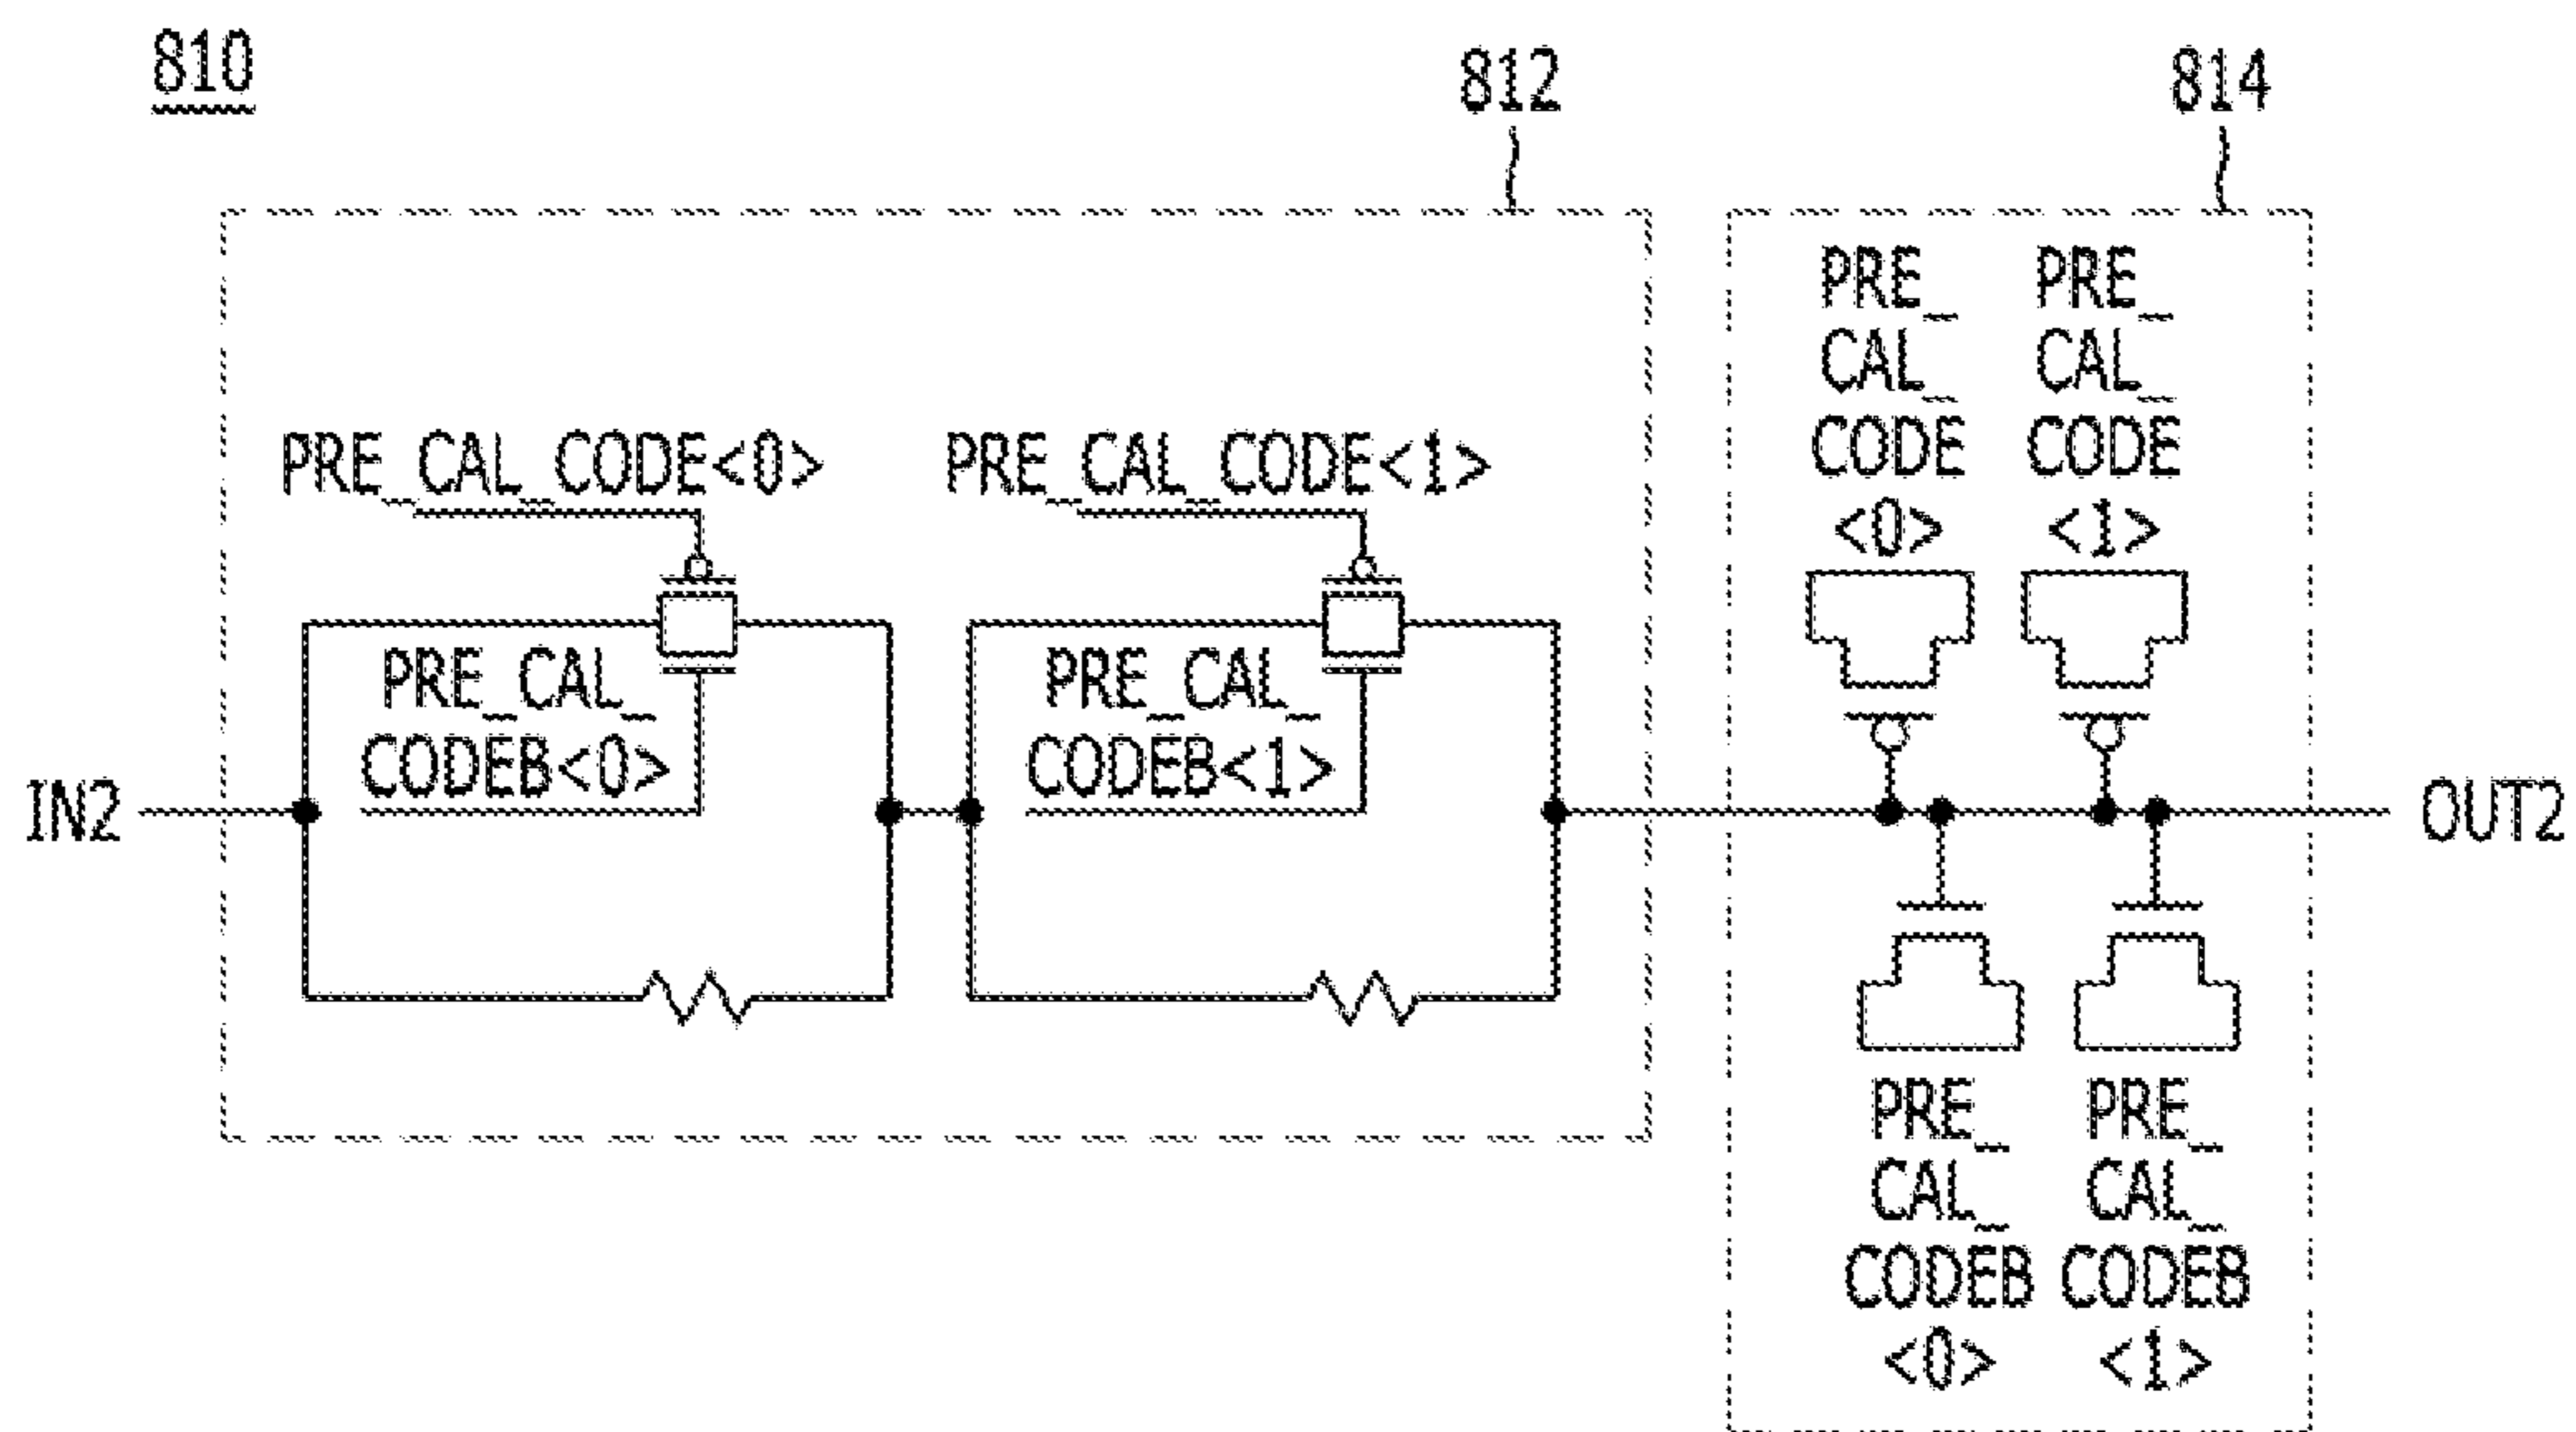 810
812
814
PRE_CAL_CODE<0>
PRE_CAL_CODE<1>
PRE_CAL_
CODEB<0>
PRE_CAL_
CODEB<1>
IN2
PRE_
CAL_
CODE
<0>
PRE_
CAL_
CODE
<1>
OUT2
PRE_
CAL_
CODEB
<0>
PRE_
CAL_
CODEB
<1>